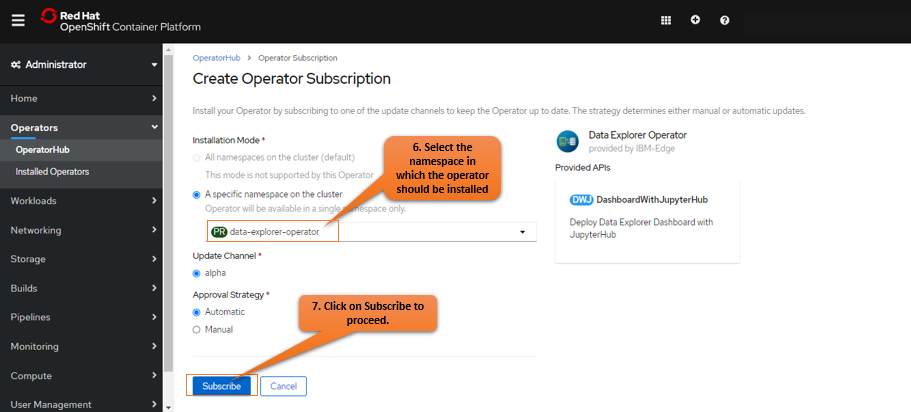 Red Hat
OpenShift Container Platform
Administrator
Home
Operators
OperatorHub
Installed Operators
Workloads
Networking
Storage
Builds
Pipelines
Monitoring
Compute
User Management
OperatorHub > Operator Subscription
Create Operator Subscription
Install your Operator by subscribing to one of the update channels to keep the Operator up to date. The strategy determines either manual or automatic updates.
Installation Mode *
All namespaces on the cluster (default)
This mode is not supported by this Operator
A specific namespace on the cluster
Operator will be available in a single namespace only.
PR data-explorer-operator
Update Channel *
alpha
Approval Strategy *
Automatic
Manual
Subscribe
Cancel
6. Select the
namespace in
which the operator
should be installed
7. Click on Subscribe to
proceed.
Data Explorer Operator
provided by IBM-Edge
Provided APIs
DWJ DashboardWithJupyterHub
Deploy Data Explorer Dashboard with
JupyterHub